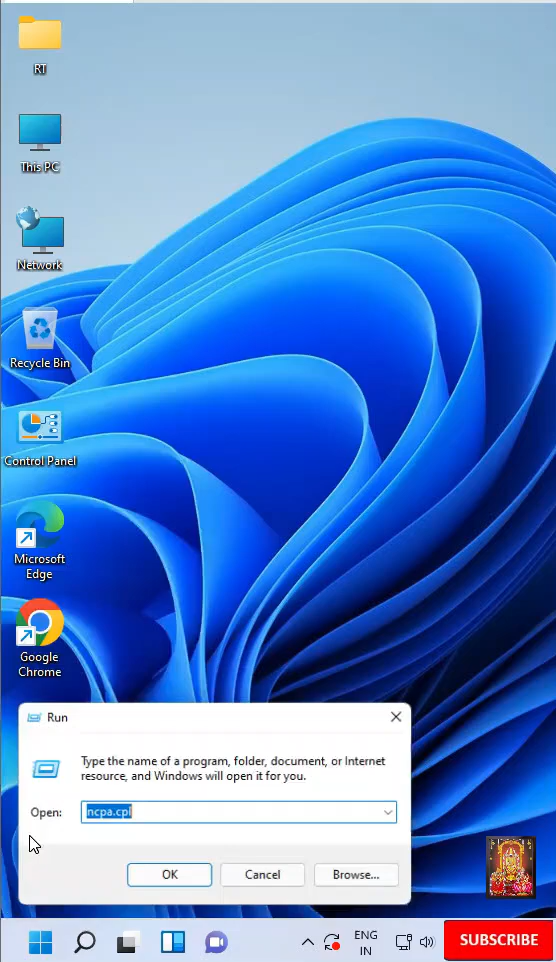 RT
This PC
Network
Recycle Bin
Control Panel
Microsoft
Edge
Google
Chrome
Run
Type the name of a program, folder, document, or Internet
resource, and Windows will open it for you.
Open:
ncpa.cpl
OK
Cancel
Browse...
ENG
IN
SUBSCRIBE